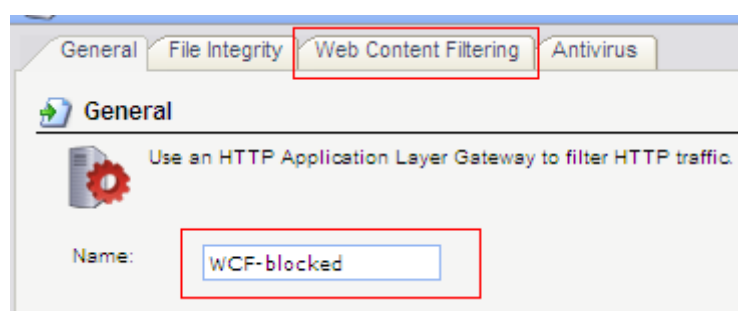 General File Integrity Web Content Filtering Antivirus
General
Use an HTTP Application Layer Gateway to filter HTTP traffic.
Name: WCF-blocked